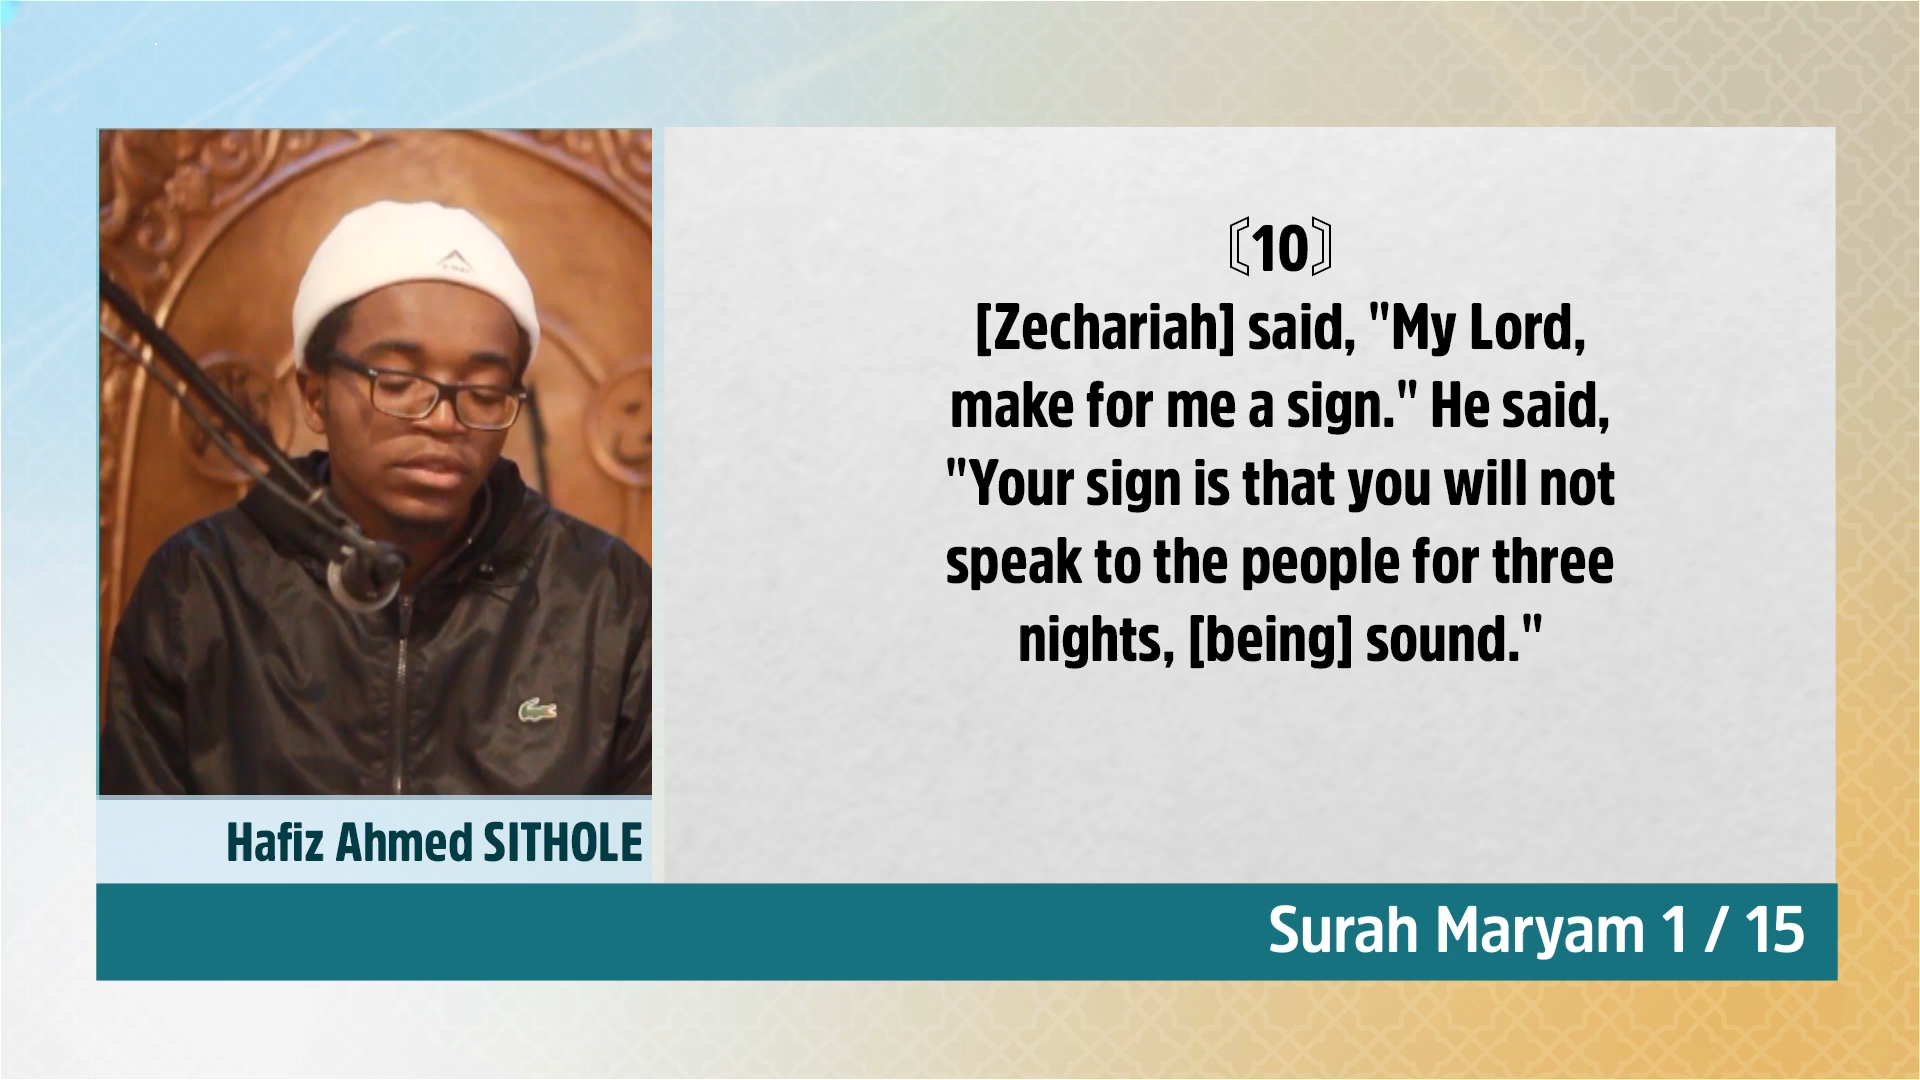 〔10〕
[Zechariah] said, "My Lord,
make for me a sign." He said,
"Your sign is that you will not
speak to the people for three
nights, [being] sound."
Hafiz Ahmed SITHOLE
Surah Maryam 1 / 15